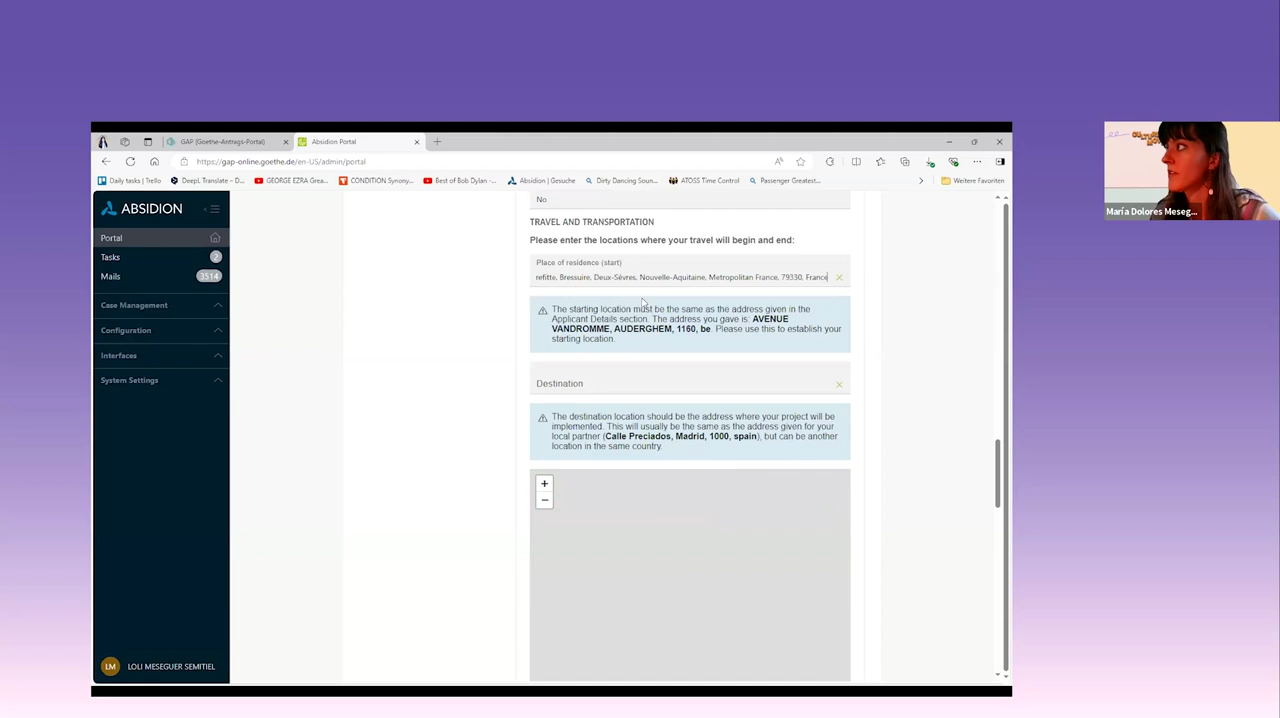 GAP (Goethe-Antrags-Portal)
Absidion Portal
https://gap-online.goethe.de/en-US/admin/portal
Daily tasks | Trello
DeepL Translate – D...
GEORGE EZRA Grea...
CONDITION Synony...
Best of Bob Dylan -...
Absidion | Gesuche
Dirty Dancing Soun...
ATOSS Time Control
Passenger Greatest...
Weitere Favoriten
ABSIDION
Portal
Tasks
2
Mails
3514
Case Management
Configuration
Interfaces
System Settings
LM
LOLI MESEGUER SEMITIEL
No
TRAVEL AND TRANSPORTATION
Please enter the locations where your travel will begin and end:
Place of residence (start)
refitte, Bressuire, Deux-Sèvres, Nouvelle-Aquitaine, Metropolitan France, 79330, France
The starting location must be the same as the address given in the
Applicant Details section. The address you gave is: AVENUE
VANDROMME, AUDERGHEM, 1160, be. Please use this to establish your
starting location.
Destination
The destination location should be the address where your project will be
implemented. This will usually be the same as the address given for your
local partner (Calle Preciados, Madrid, 1000, spain), but can be another
location in the same country.
+
−
María Dolores Meseg...